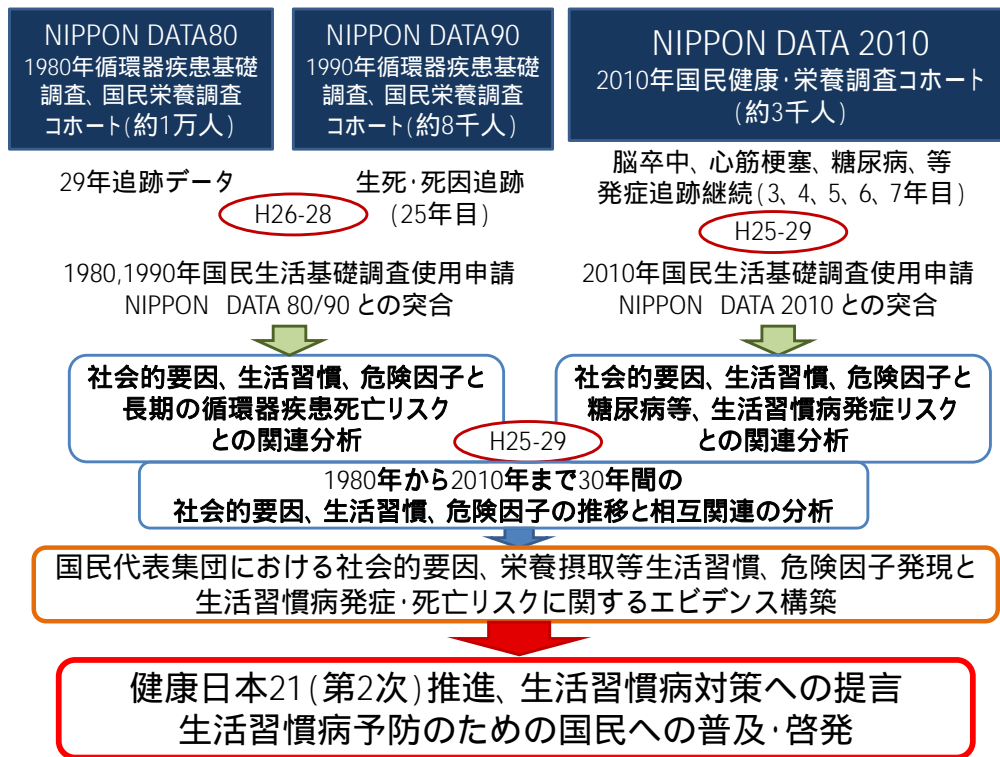 NIPPON DATA80
1980年循環器疾患基礎
調査、国民栄養調査
コホート(約1万人)
NIPPON DATA90
1990年循環器疾患基礎
調査、国民栄養調査
コホート(約8千人)
NIPPON DATA 2010
2010年国民健康・栄養調査コホート
(約3千人)
29年追跡データ
生死・死因追跡
(25年目)
H26-28
脳卒中、心筋梗塞、糖尿病、等
発症追跡継続(3、4、5、6、7年目)
H25-29
1980,1990年国民生活基礎調査使用申請
NIPPON DATA 80/90 との突合
2010年国民生活基礎調査使用申請
NIPPON DATA 2010 との突合
社会的要因、生活習慣、危険因子と
長期の循環器疾患死亡リスク
との関連分析
社会的要因、生活習慣、危険因子と
糖尿病等、生活習慣病発症リスク
との関連分析
H25-29
1980年から2010年まで30年間の
社会的要因、生活習慣、危険因子の推移と相互関連の分析
国民代表集団における社会的要因、栄養摂取等生活習慣、危険因子発現と
生活習慣病発症・死亡リスクに関するエビデンス構築
健康日本21(第2次)推進、生活習慣病対策への提言
生活習慣病予防のための国民への普及・啓発